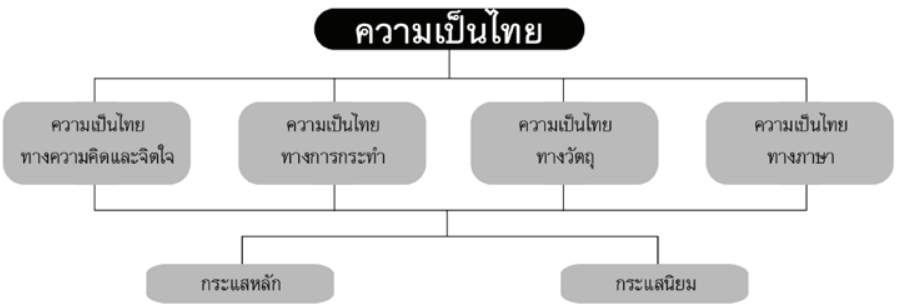 ความเป็นไทย
ความเป็นไทย
ทางความคิดและจิตใจ
ความเป็นไทย
ทางการกระทำ
ความเป็นไทย
ทางวัตถุ
ความเป็นไทย
ทางภาษา
กระแสหลัก
กระแสนิยม